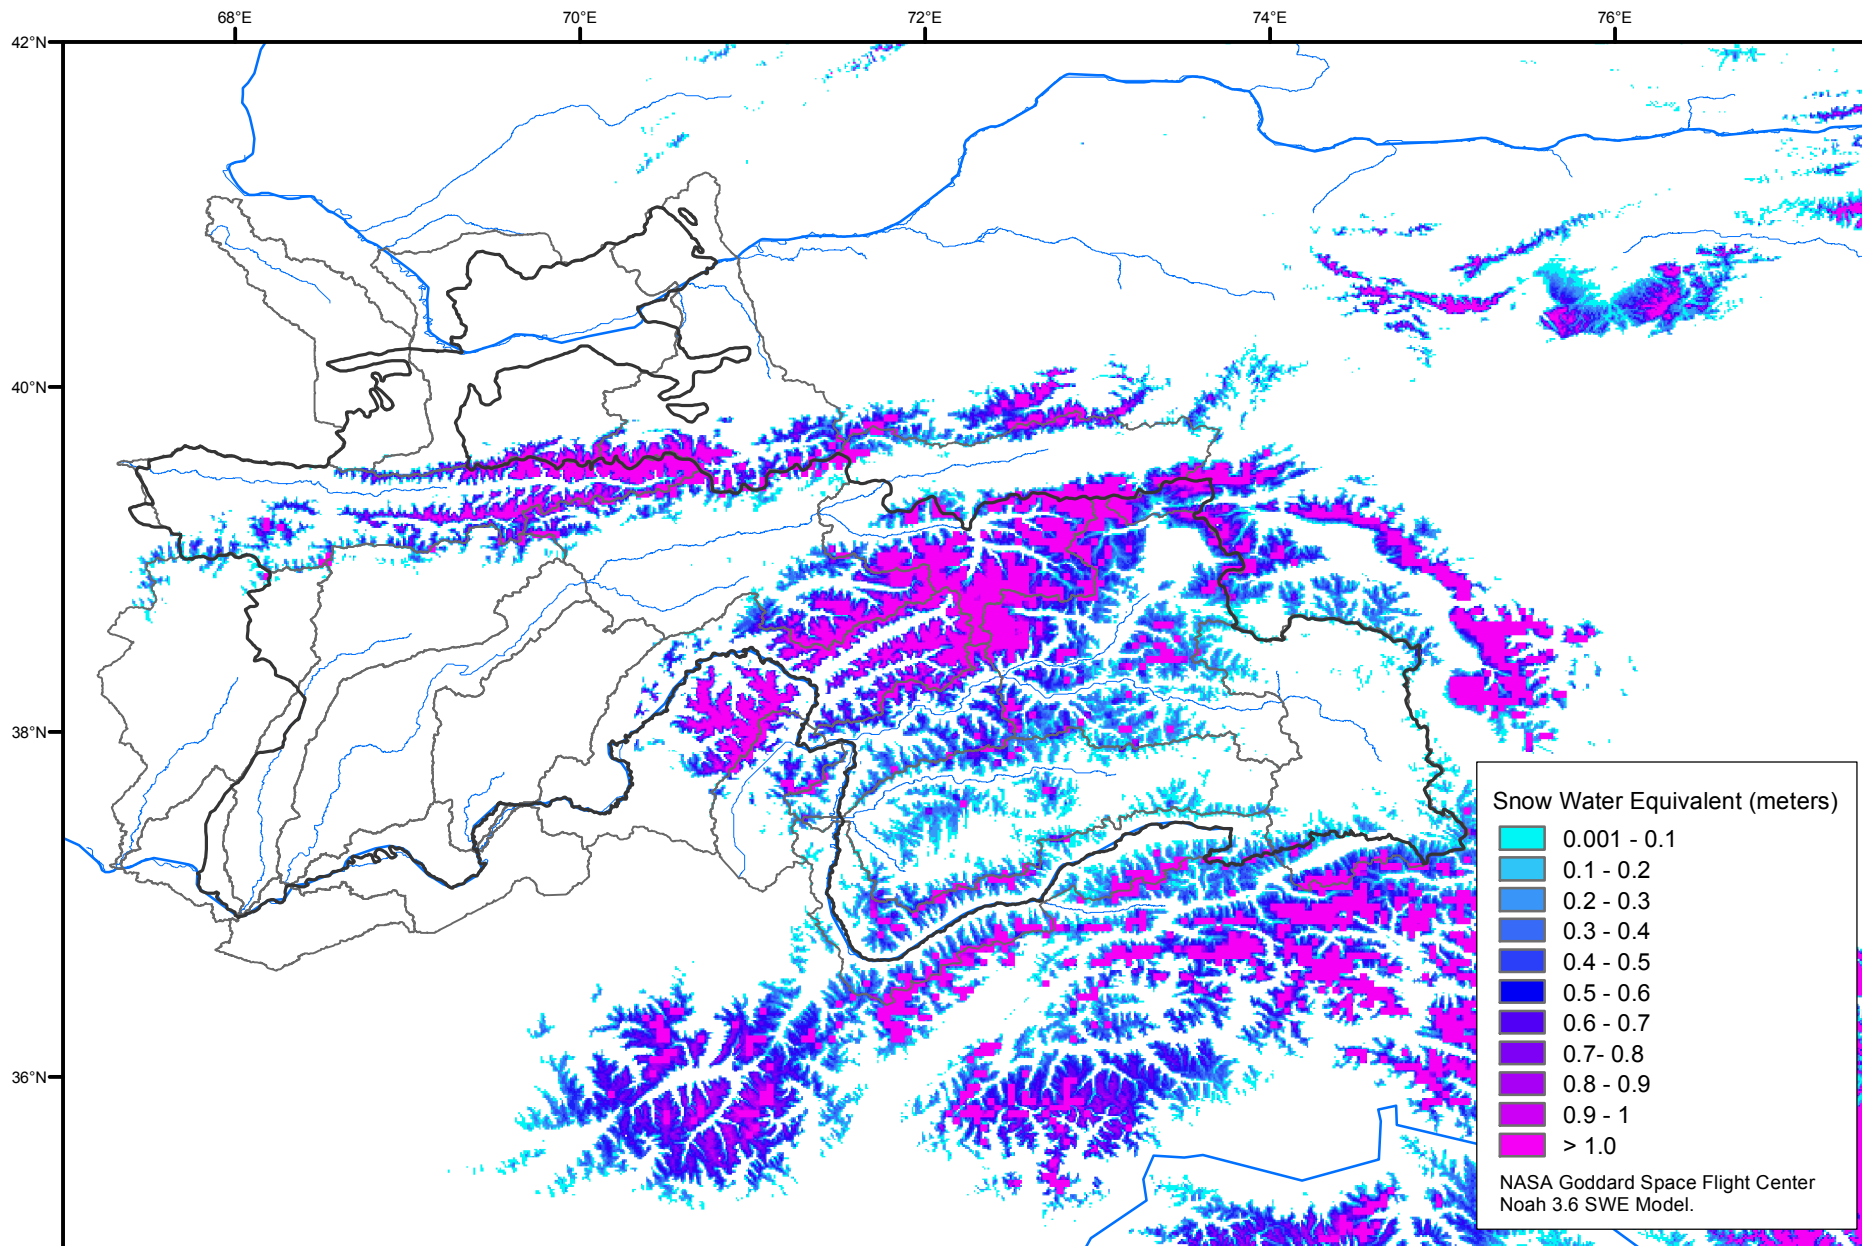 68°E
70°E
72°E
74°E
76°E
42°N
40°N
38°N
36°N
Snow Water Equivalent (meters)
0.001 - 0.1
0.1 - 0.2
0.2 - 0.3
0.3 - 0.4
0.4 - 0.5
0.5 - 0.6
0.6 - 0.7
0.7- 0.8
0.8 - 0.9
0.9 - 1
> 1.0
NASA Goddard Space Flight Center
Noah 3.6 SWE Model.